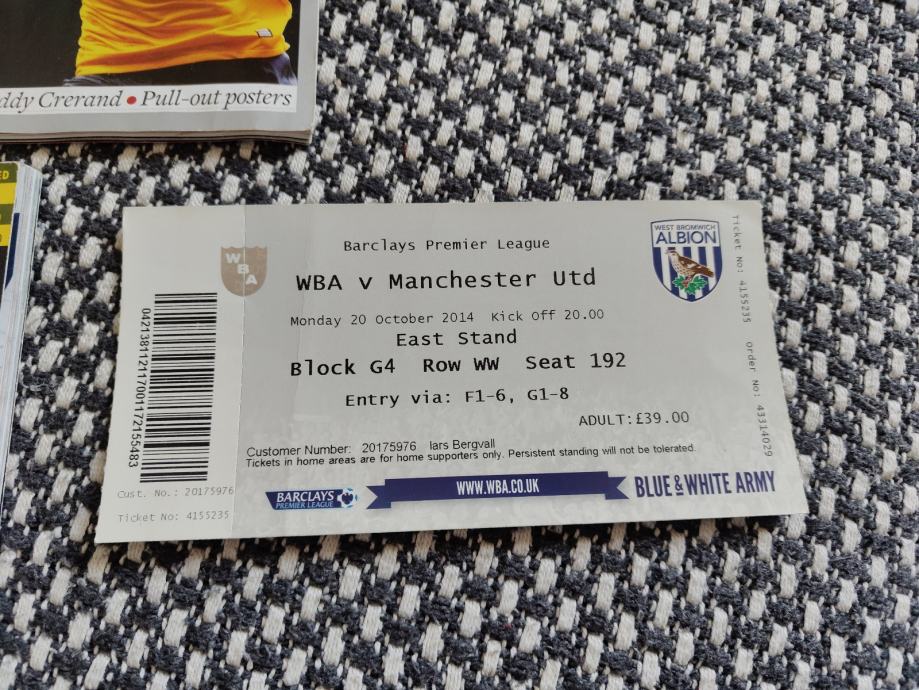 ddy Crerand • Pull-out posters
ED
Barclays Premier League
WBA
WBA v Manchester Utd
WEST BROMWICH
ALBION
Monday 20 October 2014 Kick Off 20.00
East Stand
Block G4 Row WW Seat 192
Entry via: F1-6, G1-8
ADULT:£39.00
Customer Number: 20175976 lars Bergvall
Tickets in home areas are for home supporters only. Persistent standing will not be tolerated.
BARCLAYS
PREMIER LEAGUE
WWW.WBA.CO.UK
BLUE & WHITE ARMY
042138112117001172155483
Cust. No.: 20175976
Ticket No: 4155235
Ticket No: 4155235 order No: 43314029